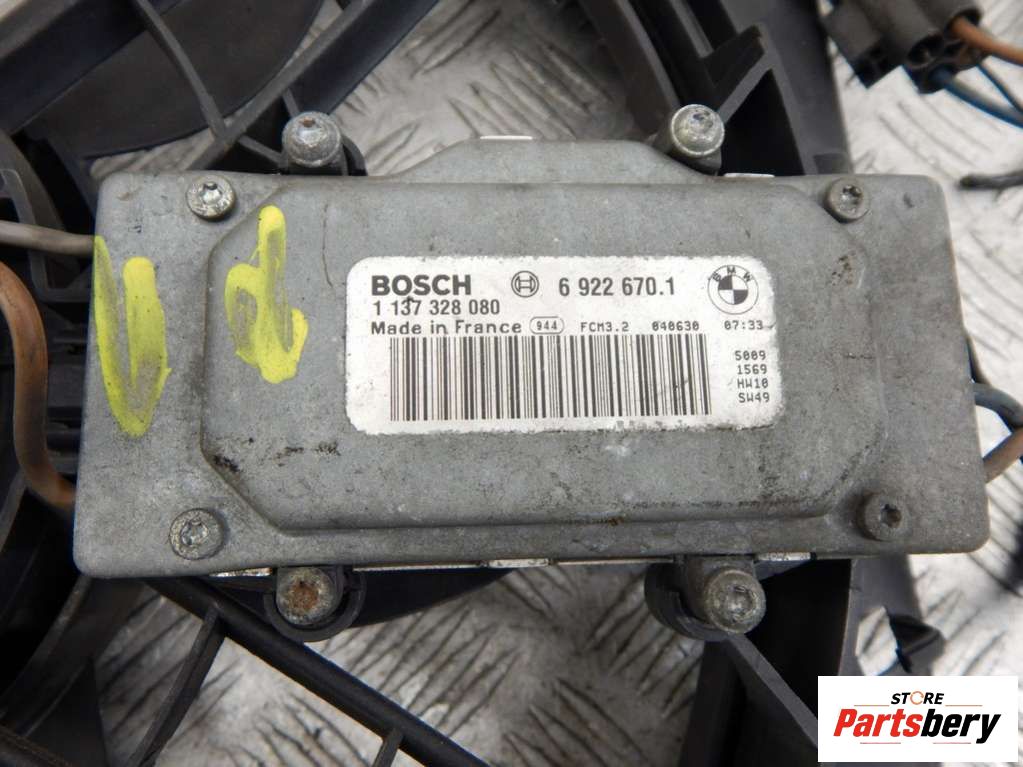 BOSCH 6 922 670.1 BMW
1 137 328 080
Made in France 944 FCM3.2 040630 07:33
5009
1569
HW10
SW49
STORE
Partsbery